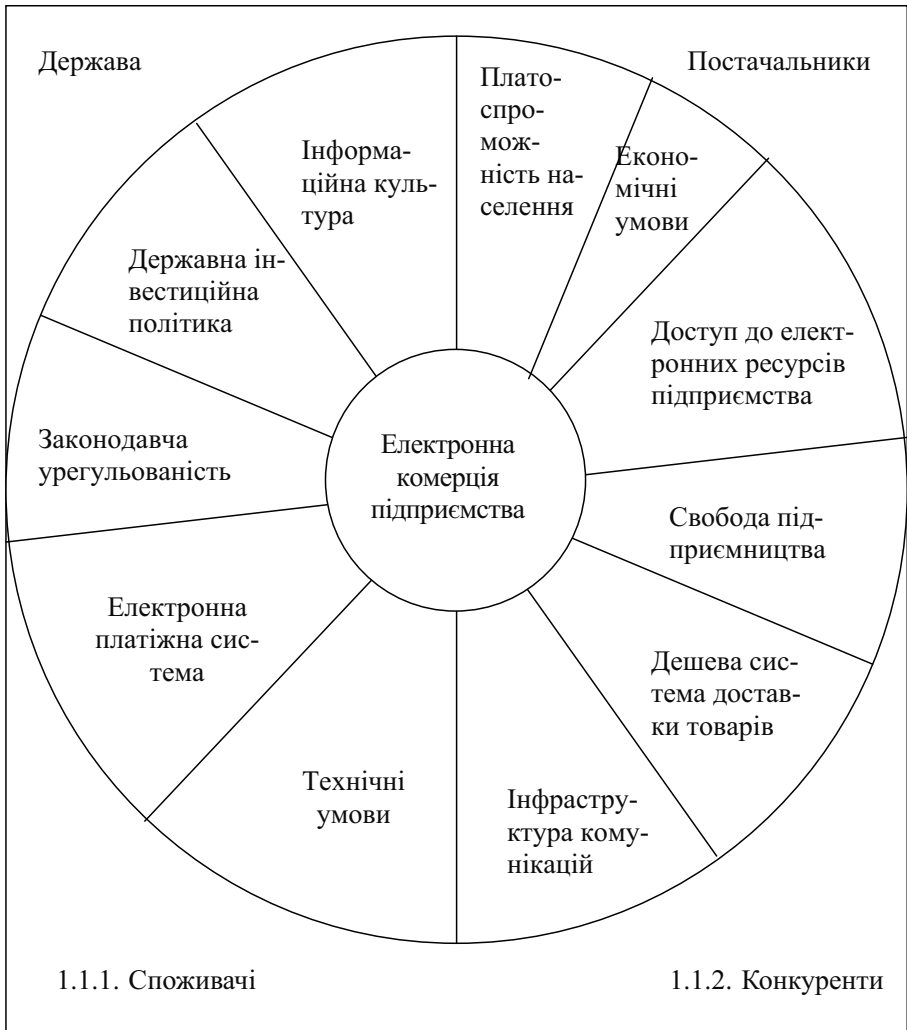 Держава
Постачальники
Плато-
спро-
мож-
ність на-
селення
Еконо-
мічні
умови
Інформа-
ційна куль-
тура
Державна ін-
вестиційна
політика
Доступ до елект-
ронних ресурсів
підприємства
Законодавча
урегульованість
Електронна
комерція
підприємства
Свобода під-
приємництва
Електронна
платіжна сис-
тема
Дешева сис-
тема достав-
ки товарів
Технічні
умови
Інфрастру-
ктура кому-
нікацій
1.1.1. Споживачі
1.1.2. Конкуренти